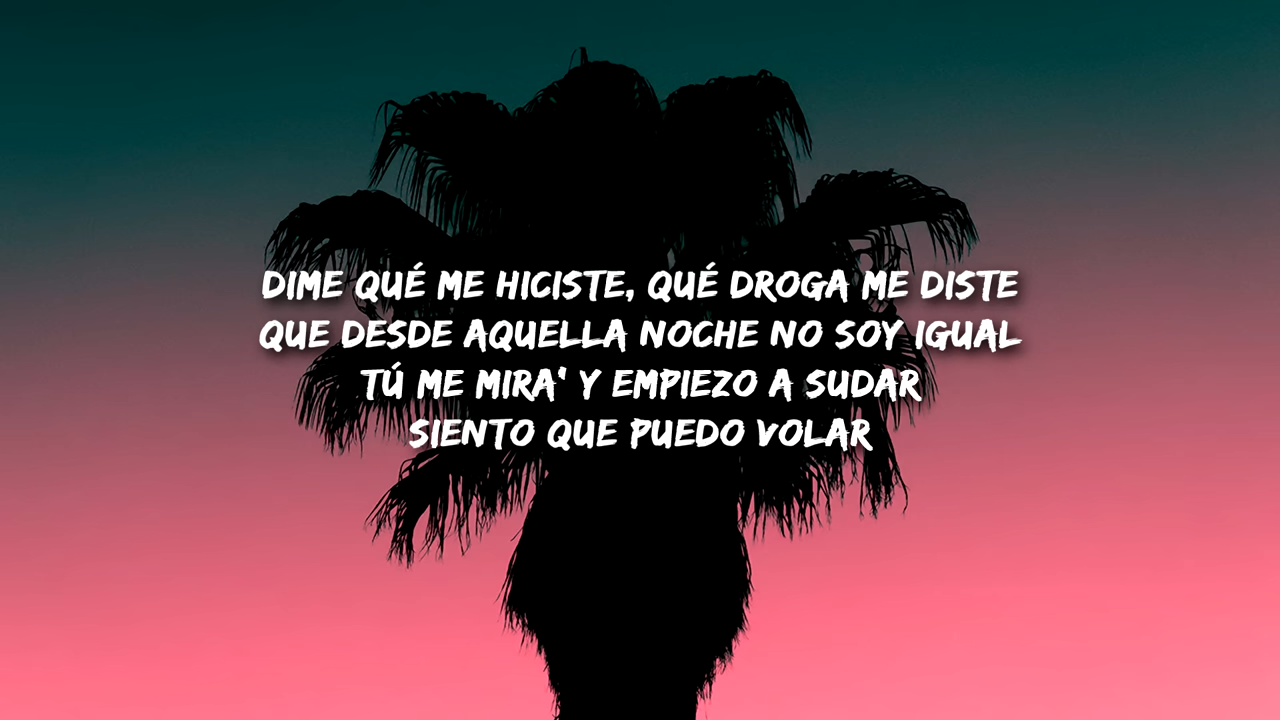 DIME QUÉ ME HICISTE, QUÉ DROGA ME DISTE
QUE DESDE AQUELLA NOCHE NO SOY IGUAL
TÚ ME MIRA' Y EMPIEZO A SUDAR
SIENTO QUE PUEDO VOLAR